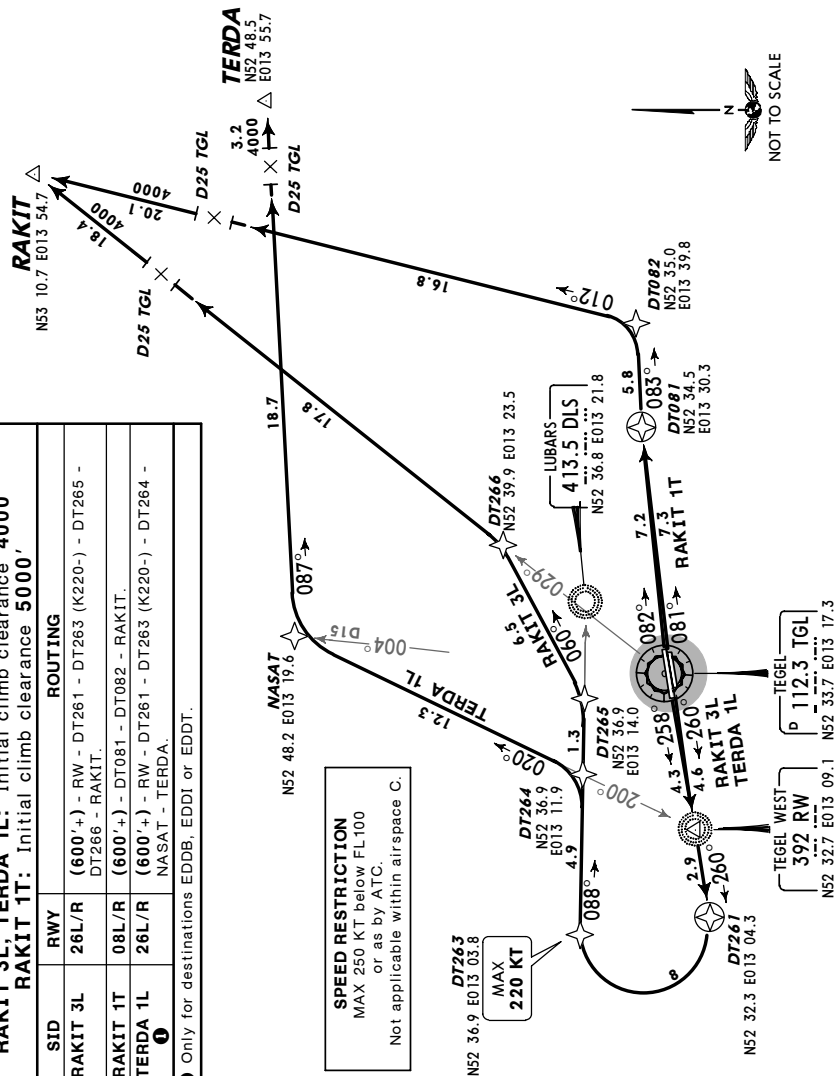 RAKIT 3L, TERDA 1L: Initial climb clearance 4000'
RAKIT 1T: Initial climb clearance 5000'
SID RWY ROUTING
RAKIT 3L 26L/R (600'+) - RW - DT261 - DT263 (K220-) - DT265 -
DT266 - RAKIT.
RAKIT 1T 08L/R (600'+) - DT081 - DT082 - RAKIT.
TERDA 1L 26L/R (600'+) - RW - DT261 - DT263 (K220-) - DT264 -
❶ NASAT - TERDA.
❶ Only for destinations EDDB, EDDI or EDDT.
RAKIT
N53 10.7 E013 54.7
TERDA
N52 48.5
E013 55.7
3.2
4000
D25 TGL
D25 TGL
D25 TGL
20.1
4000
18.4
4000
18.7
17.8
16.8
087°
NASAT
N52 48.2 E013 19.6
004°
D15
12.3
TERDA 1L
020°
SPEED RESTRICTION
MAX 250 KT below FL100
or as by ATC.
Not applicable within airspace C.
DT266
N52 39.9 E013 23.5
029°
6.5
RAKIT 3L
060°
LUBARS
413.5 DLS
N52 36.8 E013 21.8
012°
DT082
N52 35.0
E013 39.8
5.8
083°
DT081
N52 34.5
E013 30.3
7.2
7.3
RAKIT 1T
082°
081°
DT265
N52 36.9
E013 14.0
1.3
DT264
N52 36.9
E013 11.9
4.9
088°
200°
DT263
N52 36.9 E013 03.8
MAX
220 KT
8
258°
260°
4.3
4.6
RAKIT 3L
TERDA 1L
2.9
260°
DT261
N52 32.3 E013 04.3
TEGEL WEST
392 RW
N52 32.7 E013 09.1
TEGEL
D 112.3 TGL
N52 33.7 E013 17.3
N
NOT TO SCALE